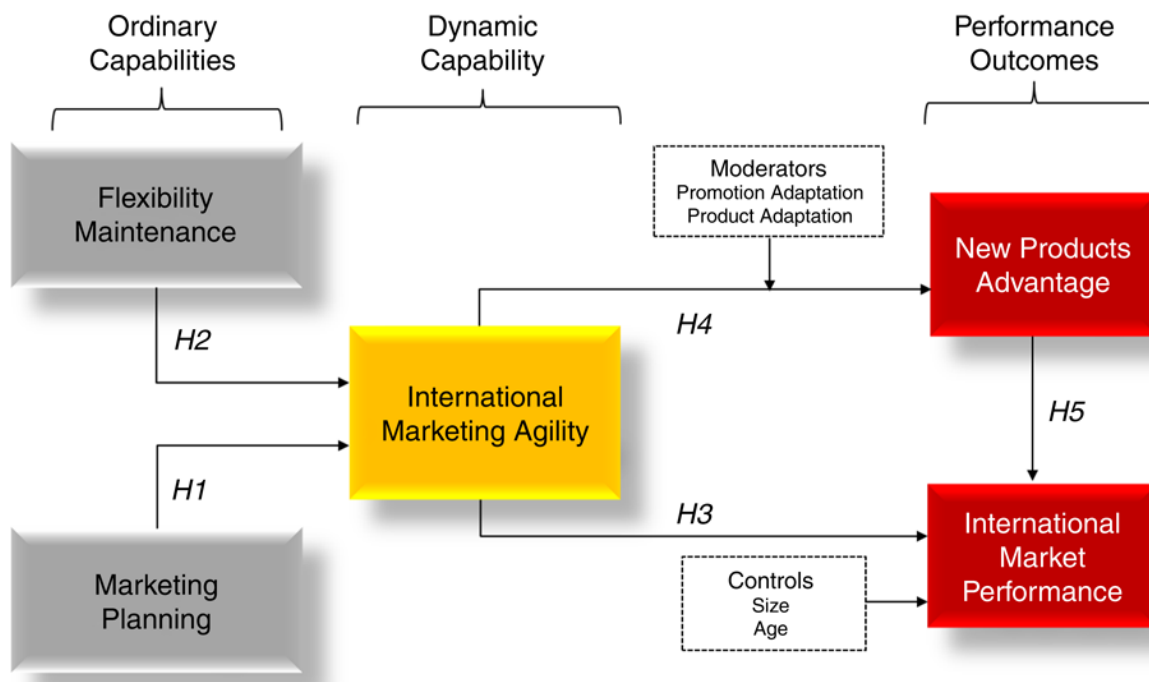 Ordinary
Capabilities
Dynamic
Capability
Performance
Outcomes
Flexibility
Maintenance
Moderators
Promotion Adaptation
Product Adaptation
New Products
Advantage
H2
H4
International
Marketing Agility
H5
H1
H3
Marketing
Planning
Controls
Size
Age
International
Market
Performance